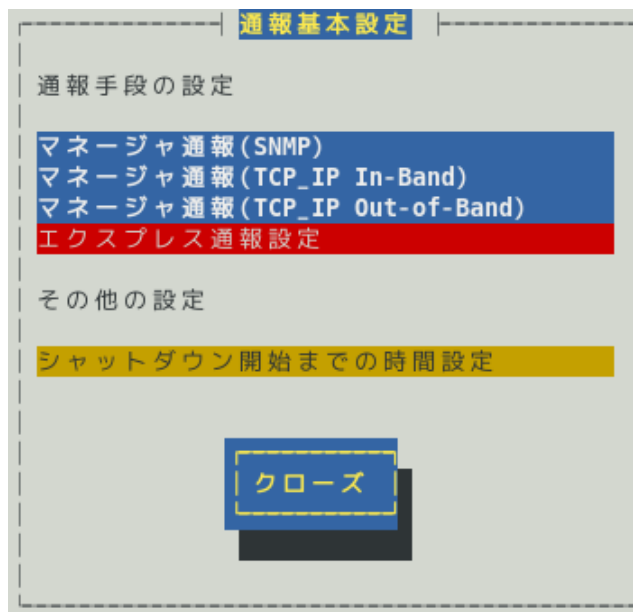 通報基本設定
通報手段の設定
マネージャ通報(SNMP)
マネージャ通報(TCP_IP In-Band)
マネージャ通報(TCP_IP Out-of-Band)
エクスプレス通報設定
その他の設定
シャットダウン開始までの時間設定
クローズ